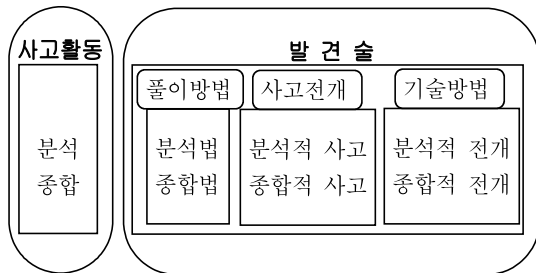 사고활동
발 견 술
풀이방법 사고전개 기술방법
분석 분석법 분석적 사고 분석적 전개
종합 종합법 종합적 사고 종합적 전개